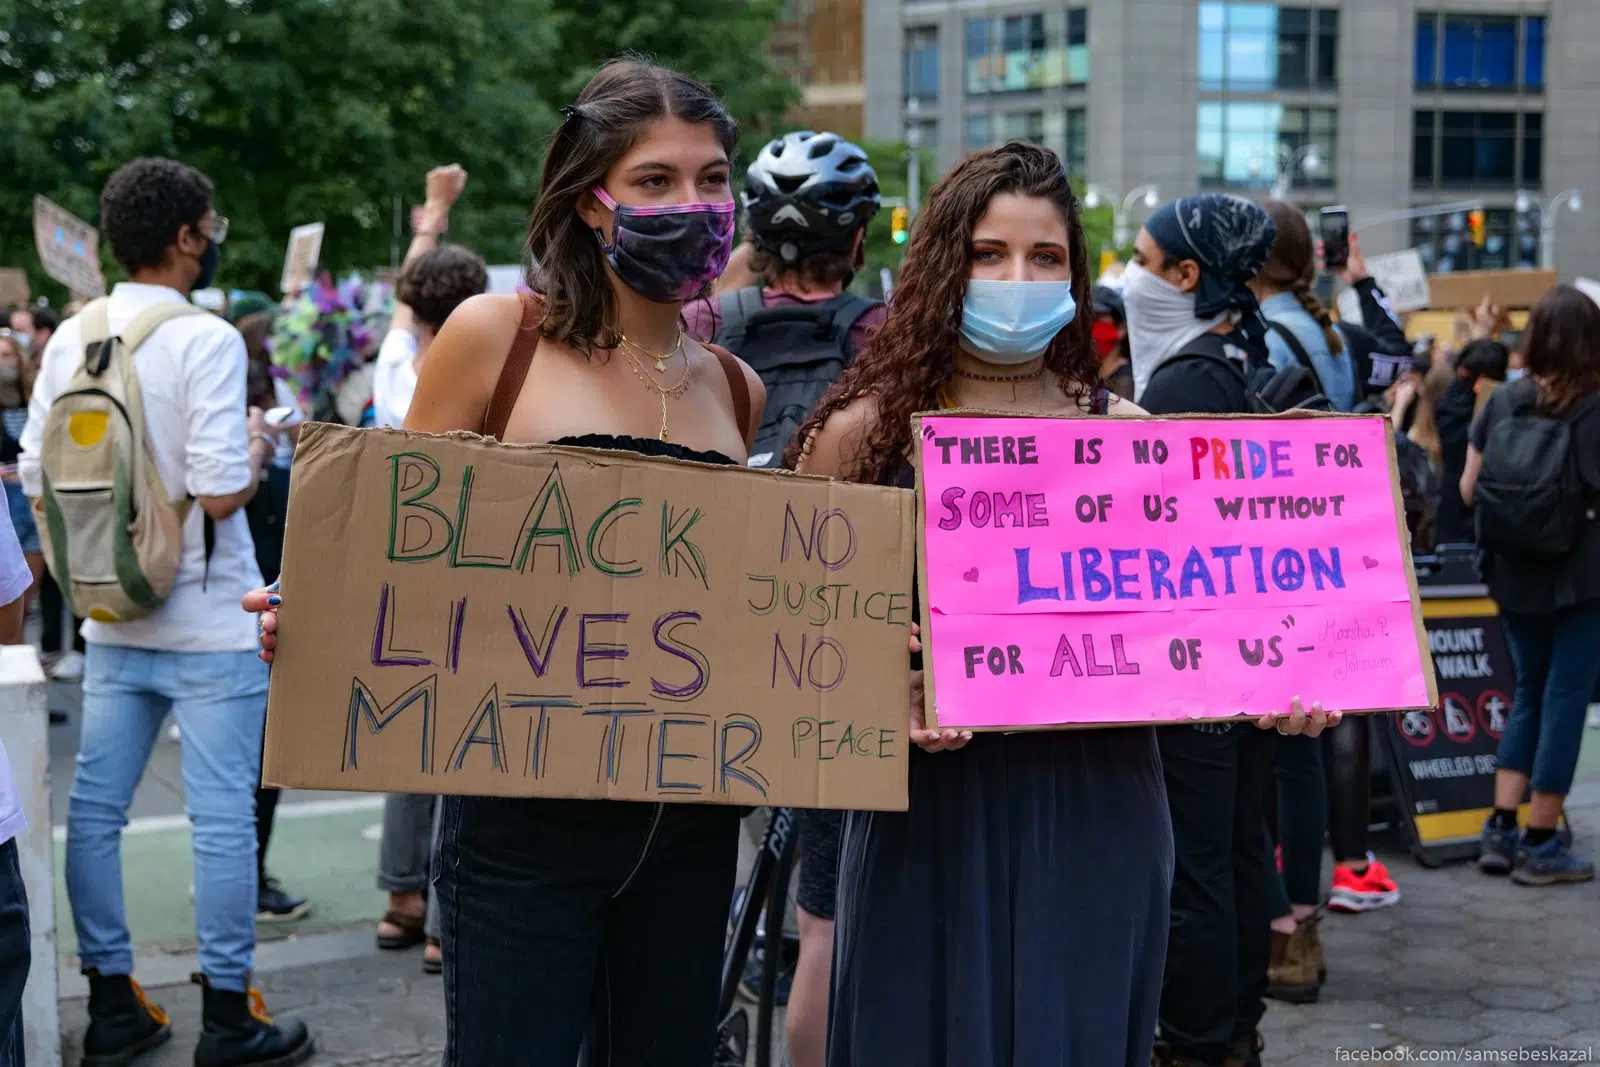 BLACK
LIVES
MATTER
NO
JUSTICE
NO
PEACE
"THERE IS NO PRIDE FOR
SOME OF US WITHOUT
LIBERATION
FOR ALL OF US"-
Marsha P.
Johnson
OUNT
WALK
WHEELED DE
facebook.com/samsebeskazal